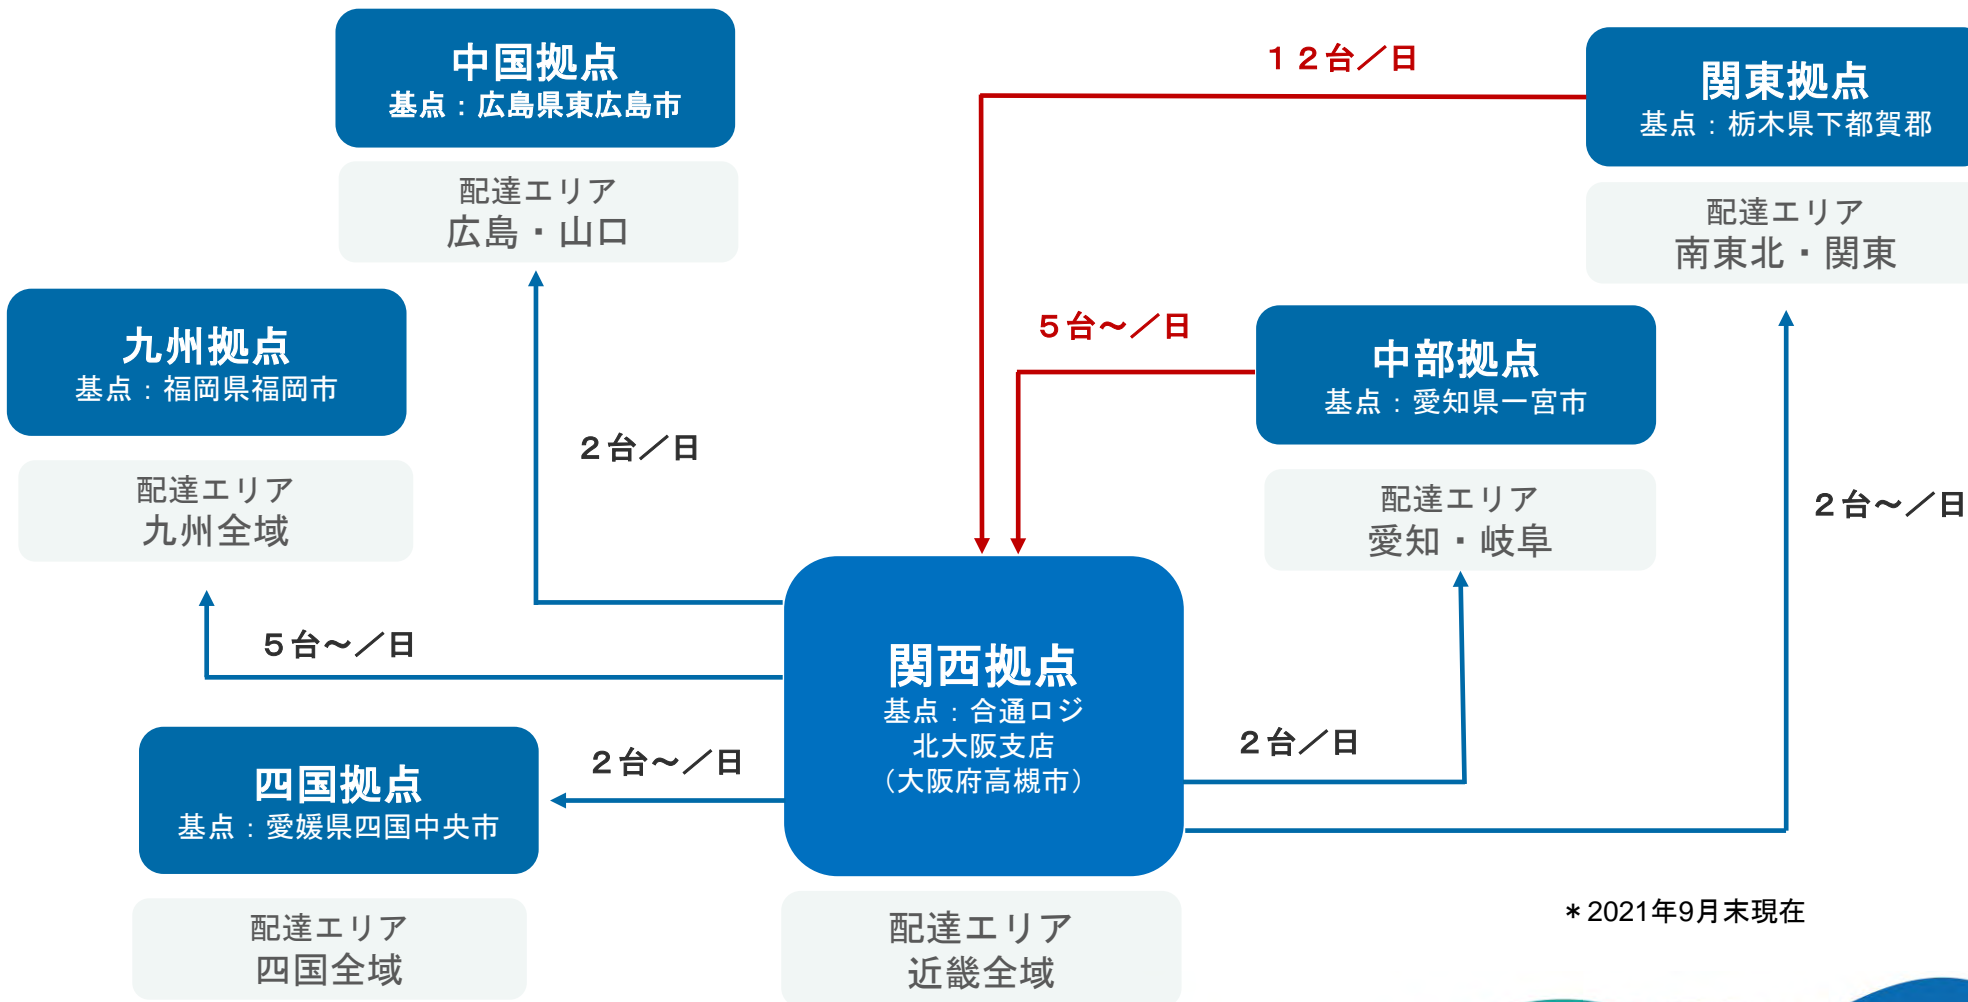 中国拠点
基点：広島県東広島市
配達エリア
広島・山口
１２台／日
関東拠点
基点：栃木県下都賀郡
配達エリア
南東北・関東
九州拠点
基点：福岡県福岡市
配達エリア
九州全域
５台～／日
中部拠点
基点：愛知県一宮市
配達エリア
愛知・岐阜
２台／日
２台～／日
５台～／日
関西拠点
基点：合通ロジ
北大阪支店
（大阪府高槻市）
配達エリア
近畿全域
２台／日
四国拠点
基点：愛媛県四国中央市
配達エリア
四国全域
２台～／日
＊2021年9月末現在